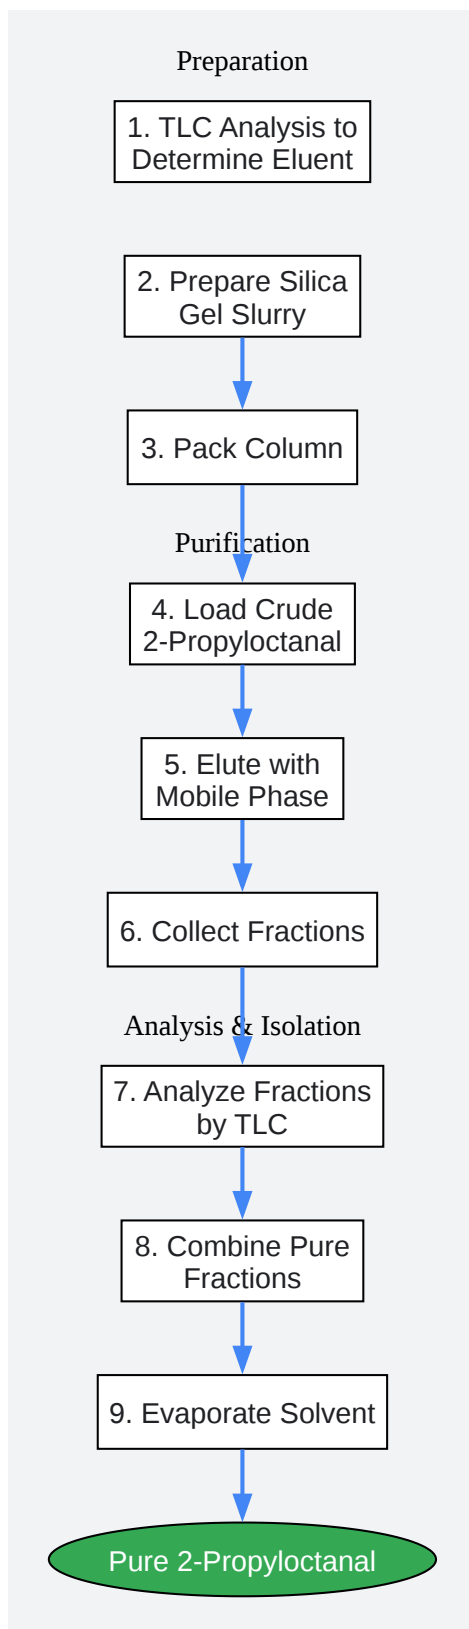 Preparation
1. TLC Analysis to
Determine Eluent
2. Prepare Silica
Gel Slurry
3. Pack Column
Purification
4. Load Crude
2-Propyloctanal
5. Elute with
Mobile Phase
6. Collect Fractions
Analysis & Isolation
7. Analyze Fractions
by TLC
8. Combine Pure
Fractions
9. Evaporate Solvent
Pure 2-Propyloctanal